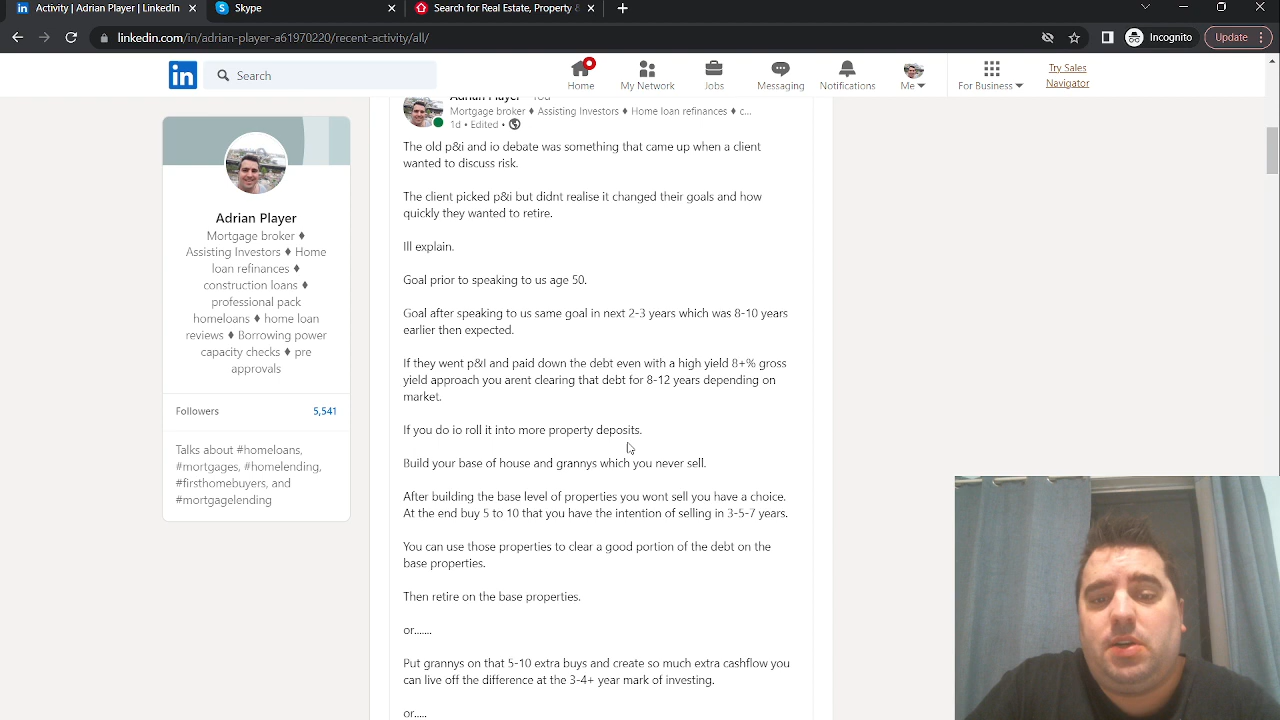 Activity | Adrian Player | LinkedIn
Skype
Search for Real Estate, Property &
linkedin.com/in/adrian-player-a61970220/recent-activity/all/
Incognito
Update
in
Search
Home
My Network
Jobs
Messaging
Notifications
Me
For Business
Try Sales
Navigator
Adrian Player
Mortgage broker ♦
Assisting Investors ♦ Home
loan refinances ♦
construction loans ♦
professional pack
homeloans ♦ home loan
reviews ♦ Borrowing power
capacity checks ♦ pre
approvals
Followers 5,541
Talks about #homeloans,
#mortgages, #homelending,
#firsthomebuyers, and
#mortgagelending
Adrian Player • You
Mortgage broker ♦ Assisting Investors ♦ Home loan refinances ♦ c...
1d • Edited •
The old p&i and io debate was something that came up when a client
wanted to discuss risk.
The client picked p&i but didnt realise it changed their goals and how
quickly they wanted to retire.
Ill explain.
Goal prior to speaking to us age 50.
Goal after speaking to us same goal in next 2-3 years which was 8-10 years
earlier then expected.
If they went p&I and paid down the debt even with a high yield 8+% gross
yield approach you arent clearing that debt for 8-12 years depending on
market.
If you do io roll it into more property deposits.
Build your base of house and grannys which you never sell.
After building the base level of properties you wont sell you have a choice.
At the end buy 5 to 10 that you have the intention of selling in 3-5-7 years.
You can use those properties to clear a good portion of the debt on the
base properties.
Then retire on the base properties.
or.......
Put grannys on that 5-10 extra buys and create so much extra cashflow you
can live off the difference at the 3-4+ year mark of investing.
or.....